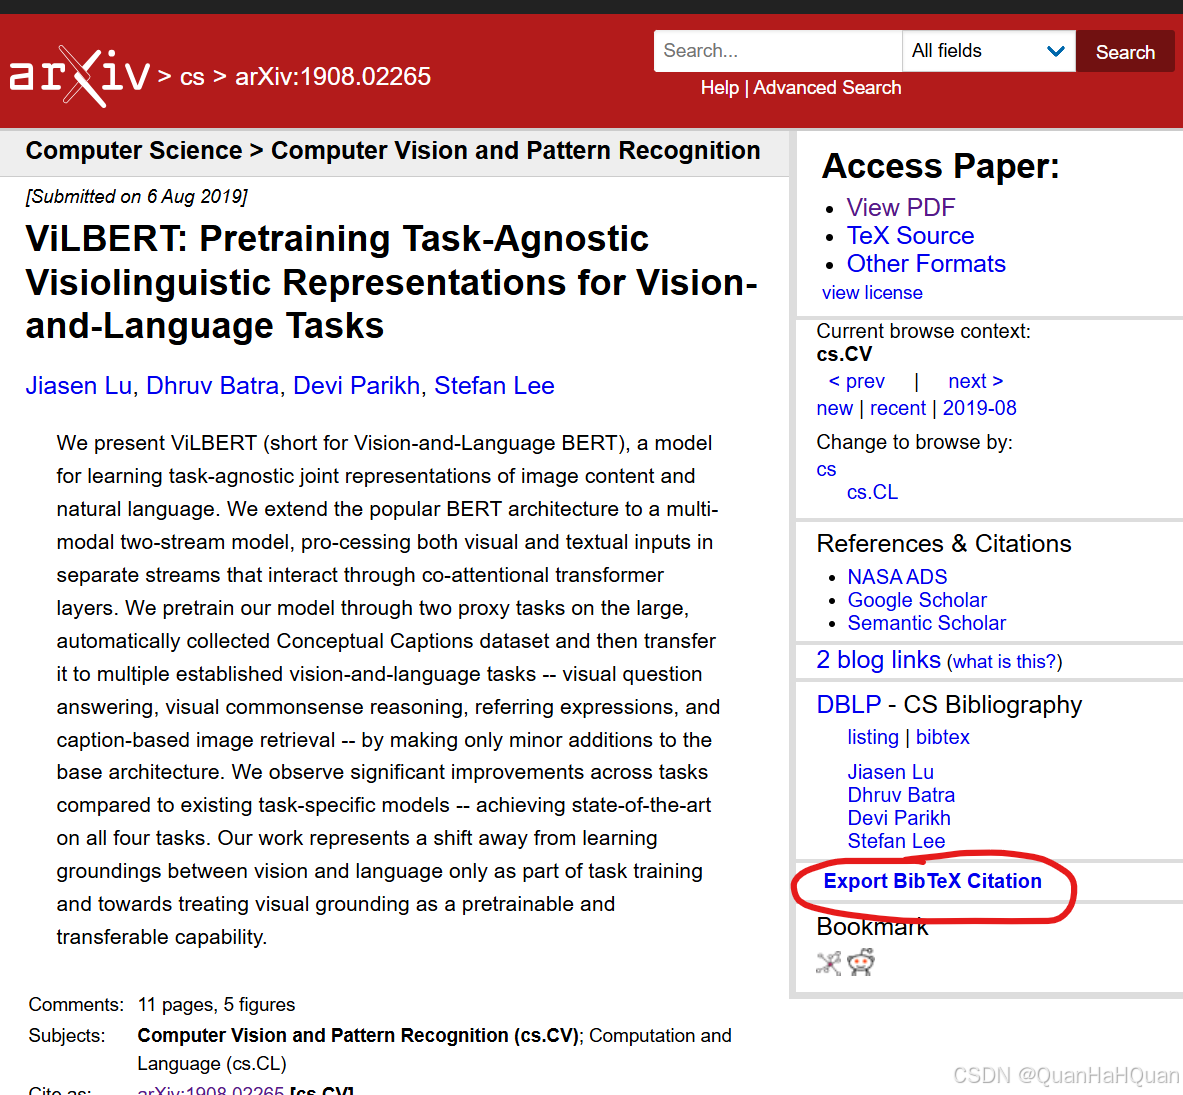 arXiv > cs > arXiv:1908.02265
Search...
All fields
Search
Help | Advanced Search
Computer Science > Computer Vision and Pattern Recognition
[Submitted on 6 Aug 2019]
ViLBERT: Pretraining Task-Agnostic
Visiolinguistic Representations for Vision-
and-Language Tasks
Jiasen Lu, Dhruv Batra, Devi Parikh, Stefan Lee
We present ViLBERT (short for Vision-and-Language BERT), a model
for learning task-agnostic joint representations of image content and
natural language. We extend the popular BERT architecture to a multi-
modal two-stream model, pro-cessing both visual and textual inputs in
separate streams that interact through co-attentional transformer
layers. We pretrain our model through two proxy tasks on the large,
automatically collected Conceptual Captions dataset and then transfer
it to multiple established vision-and-language tasks -- visual question
answering, visual commonsense reasoning, referring expressions, and
caption-based image retrieval -- by making only minor additions to the
base architecture. We observe significant improvements across tasks
compared to existing task-specific models -- achieving state-of-the-art
on all four tasks. Our work represents a shift away from learning
groundings between vision and language only as part of task training
and towards treating visual grounding as a pretrainable and
transferable capability.
Comments: 11 pages, 5 figures
Subjects: Computer Vision and Pattern Recognition (cs.CV); Computation and
Language (cs.CL)
Cite as: arXiv:1908.02265 [cs.CV]
Access Paper:
View PDF
TeX Source
Other Formats
view license
Current browse context:
cs.CV
< prev | next >
new | recent | 2019-08
Change to browse by:
cs
cs.CL
References & Citations
NASA ADS
Google Scholar
Semantic Scholar
2 blog links (what is this?)
DBLP - CS Bibliography
listing | bibtex
Jiasen Lu
Dhruv Batra
Devi Parikh
Stefan Lee
Export BibTeX Citation
Bookmark
CSDN @QuanHaHQuan